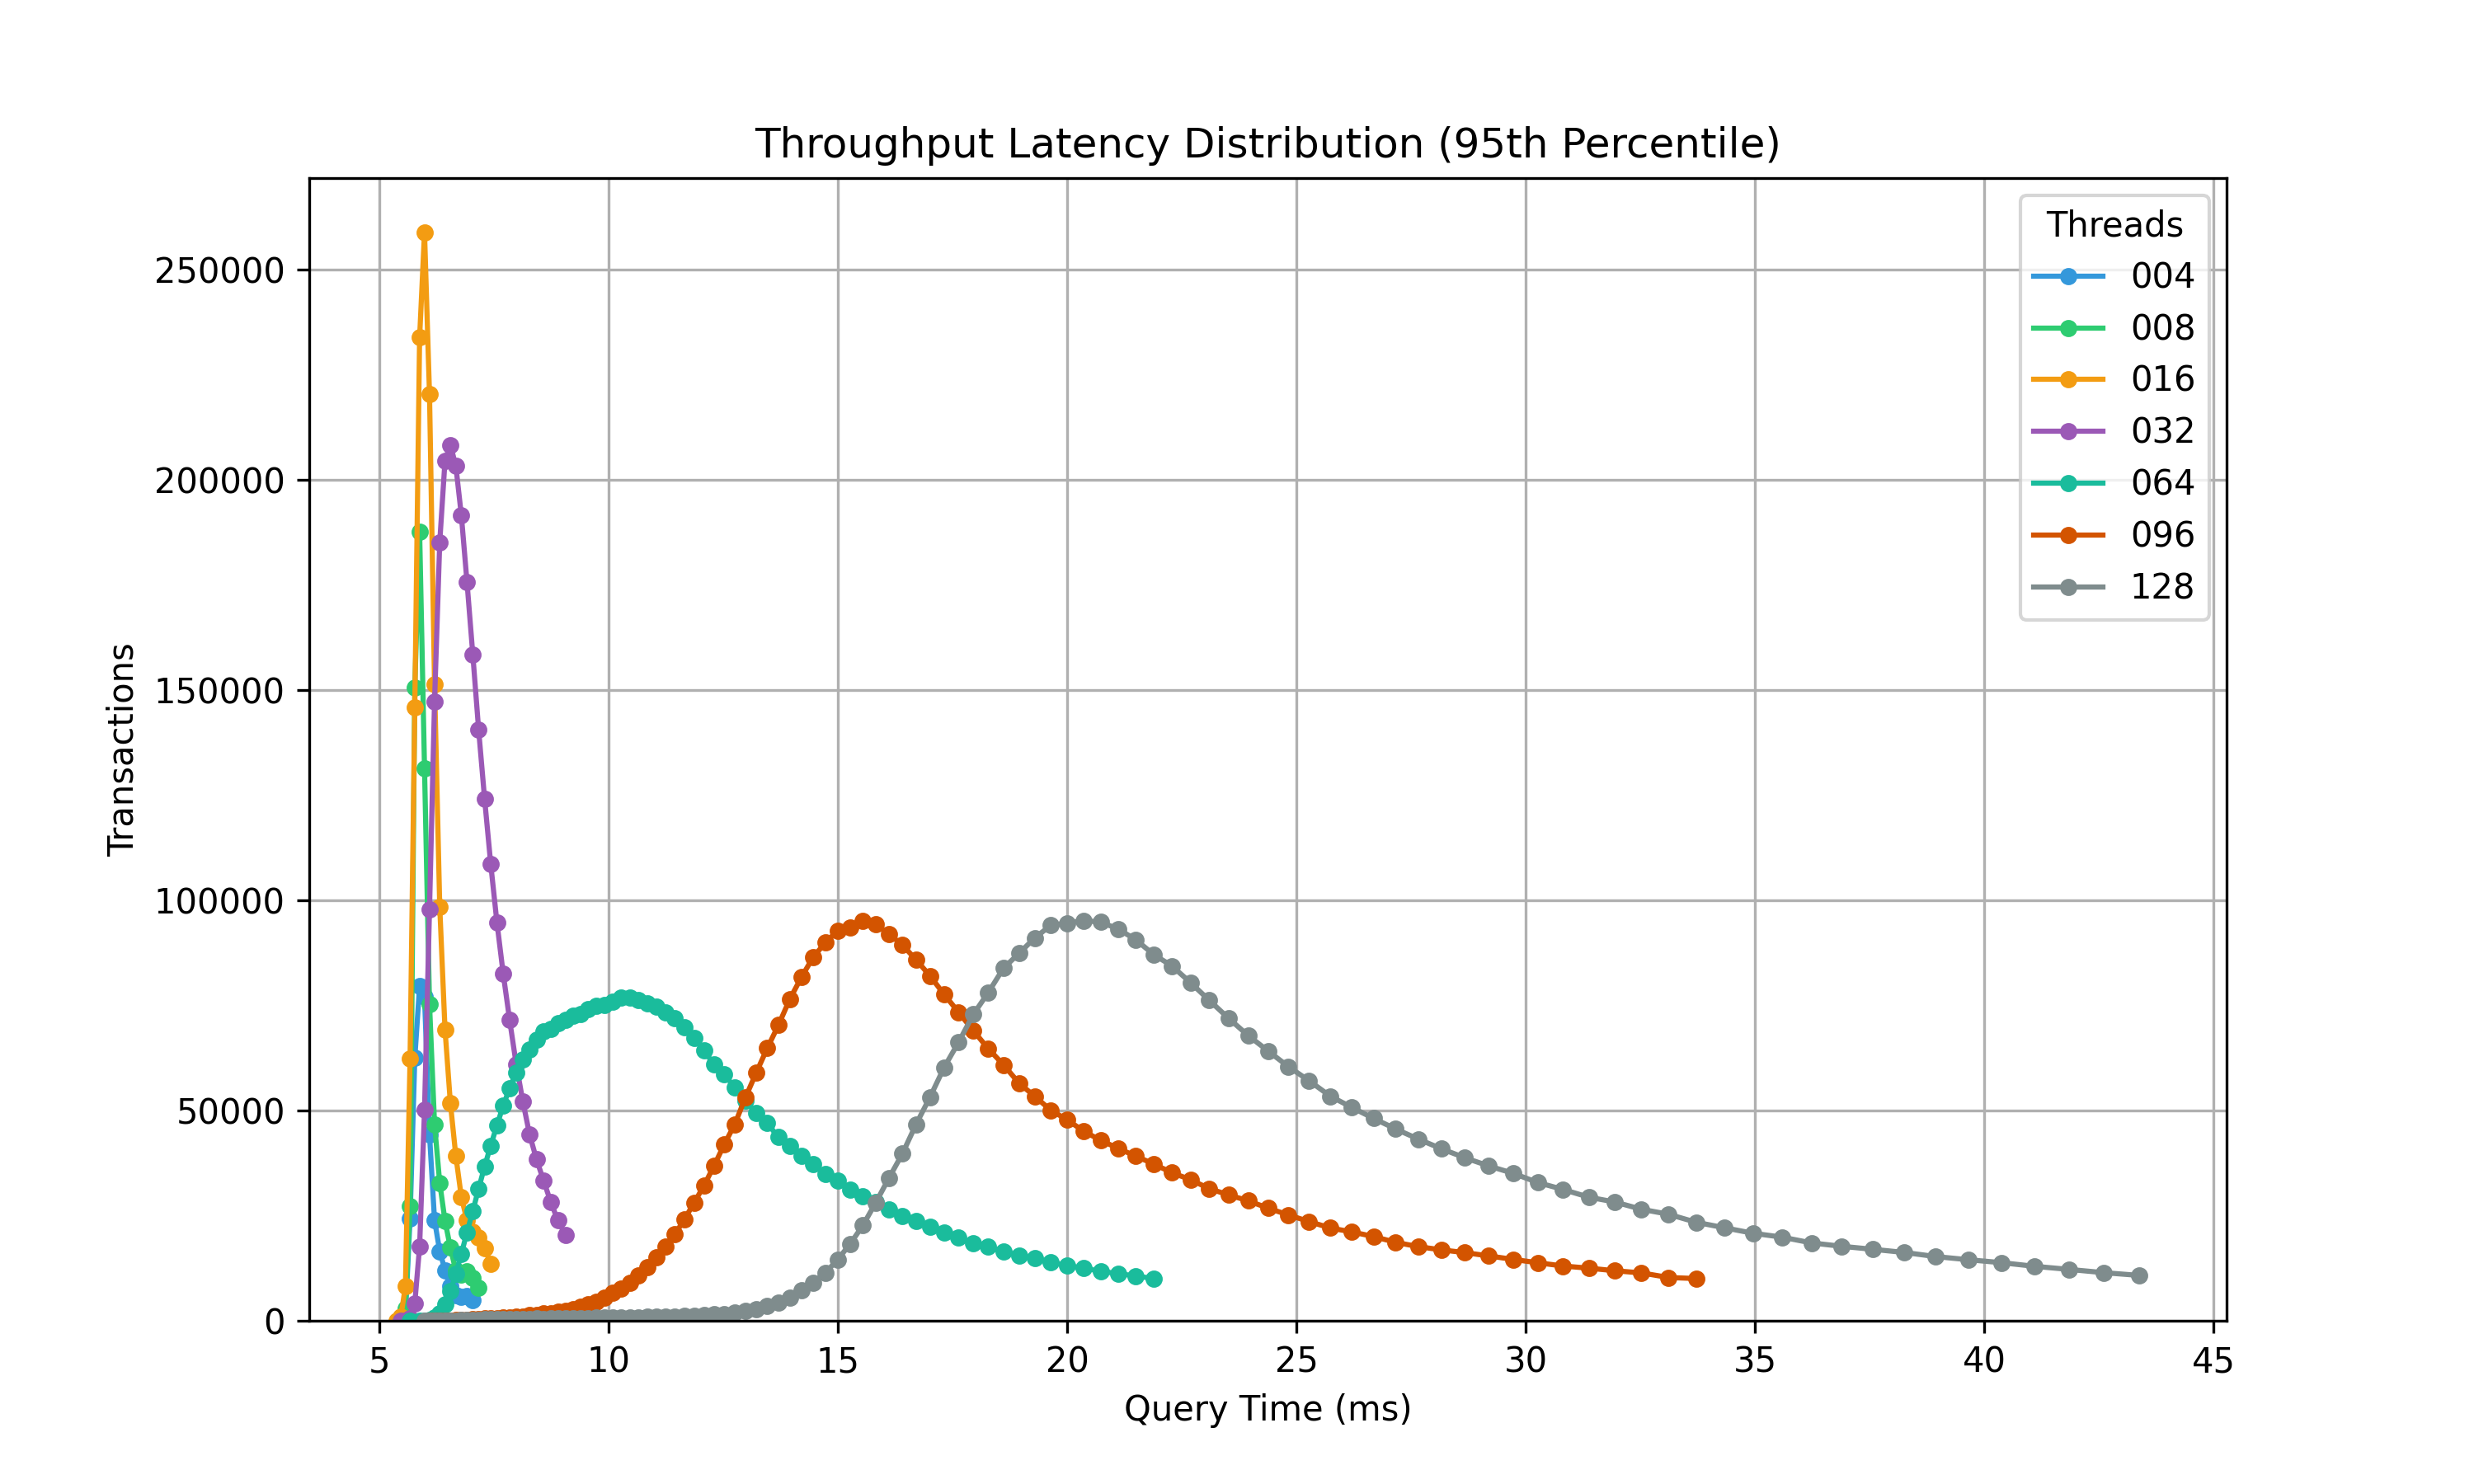 Throughput Latency Distribution (95th Percentile)
Threads
004
008
016
032
064
096
128
250000
200000
150000
100000
50000
0
Transactions
5 10 15 20 25 30 35 40 45
Query Time (ms)